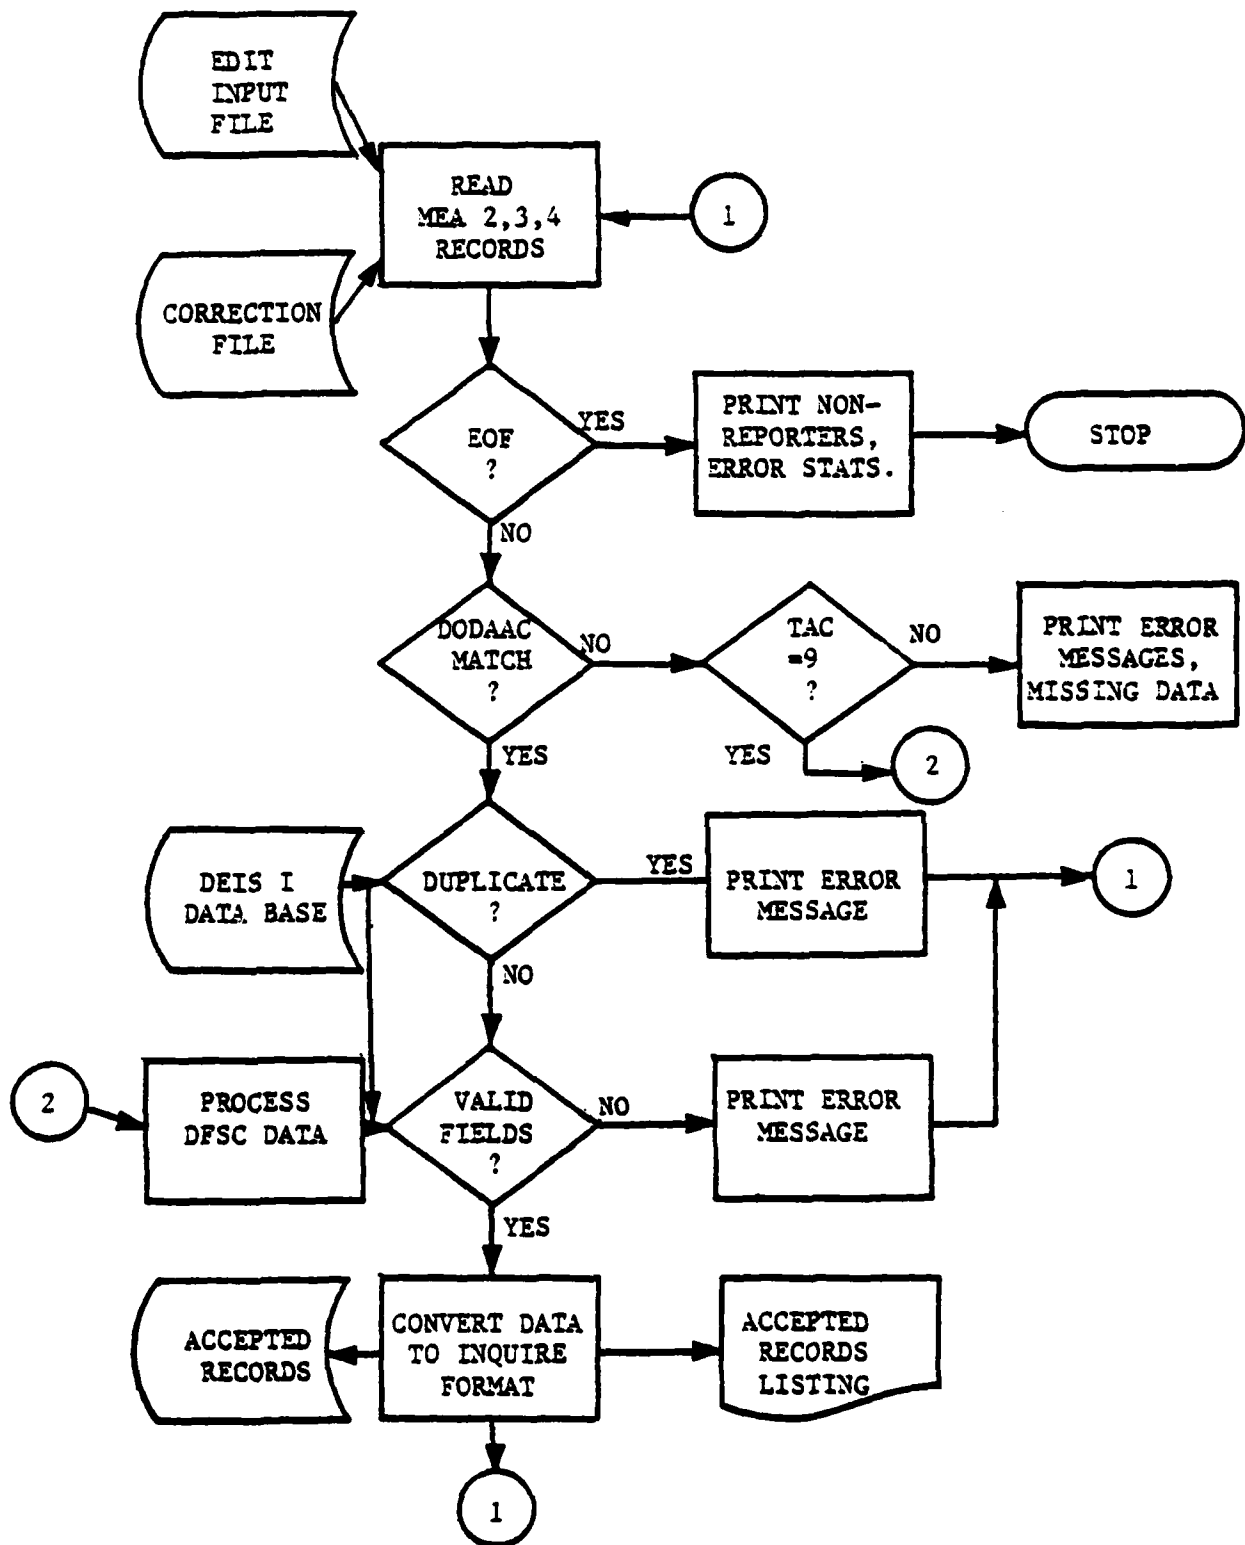 EDIT
INPUT
FILE
READ
MEA 2,3,4
RECORDS
1
CORRECTION
FILE
EOF
?
YES
PRINT NON-
REPORTERS,
ERROR STATS.
STOP
NO
DODAAC
MATCH
?
NO
TAC
=9
?
NO
PRINT ERROR
MESSAGES,
MISSING DATA
YES
YES
2
DEIS I
DATA BASE
DUPLICATE
?
YES
PRINT ERROR
MESSAGE
1
NO
2
PROCESS
DFSC DATA
VALID
FIELDS
?
NO
PRINT ERROR
MESSAGE
YES
ACCEPTED
RECORDS
CONVERT DATA
TO INQUIRE
FORMAT
ACCEPTED
RECORDS
LISTING
1